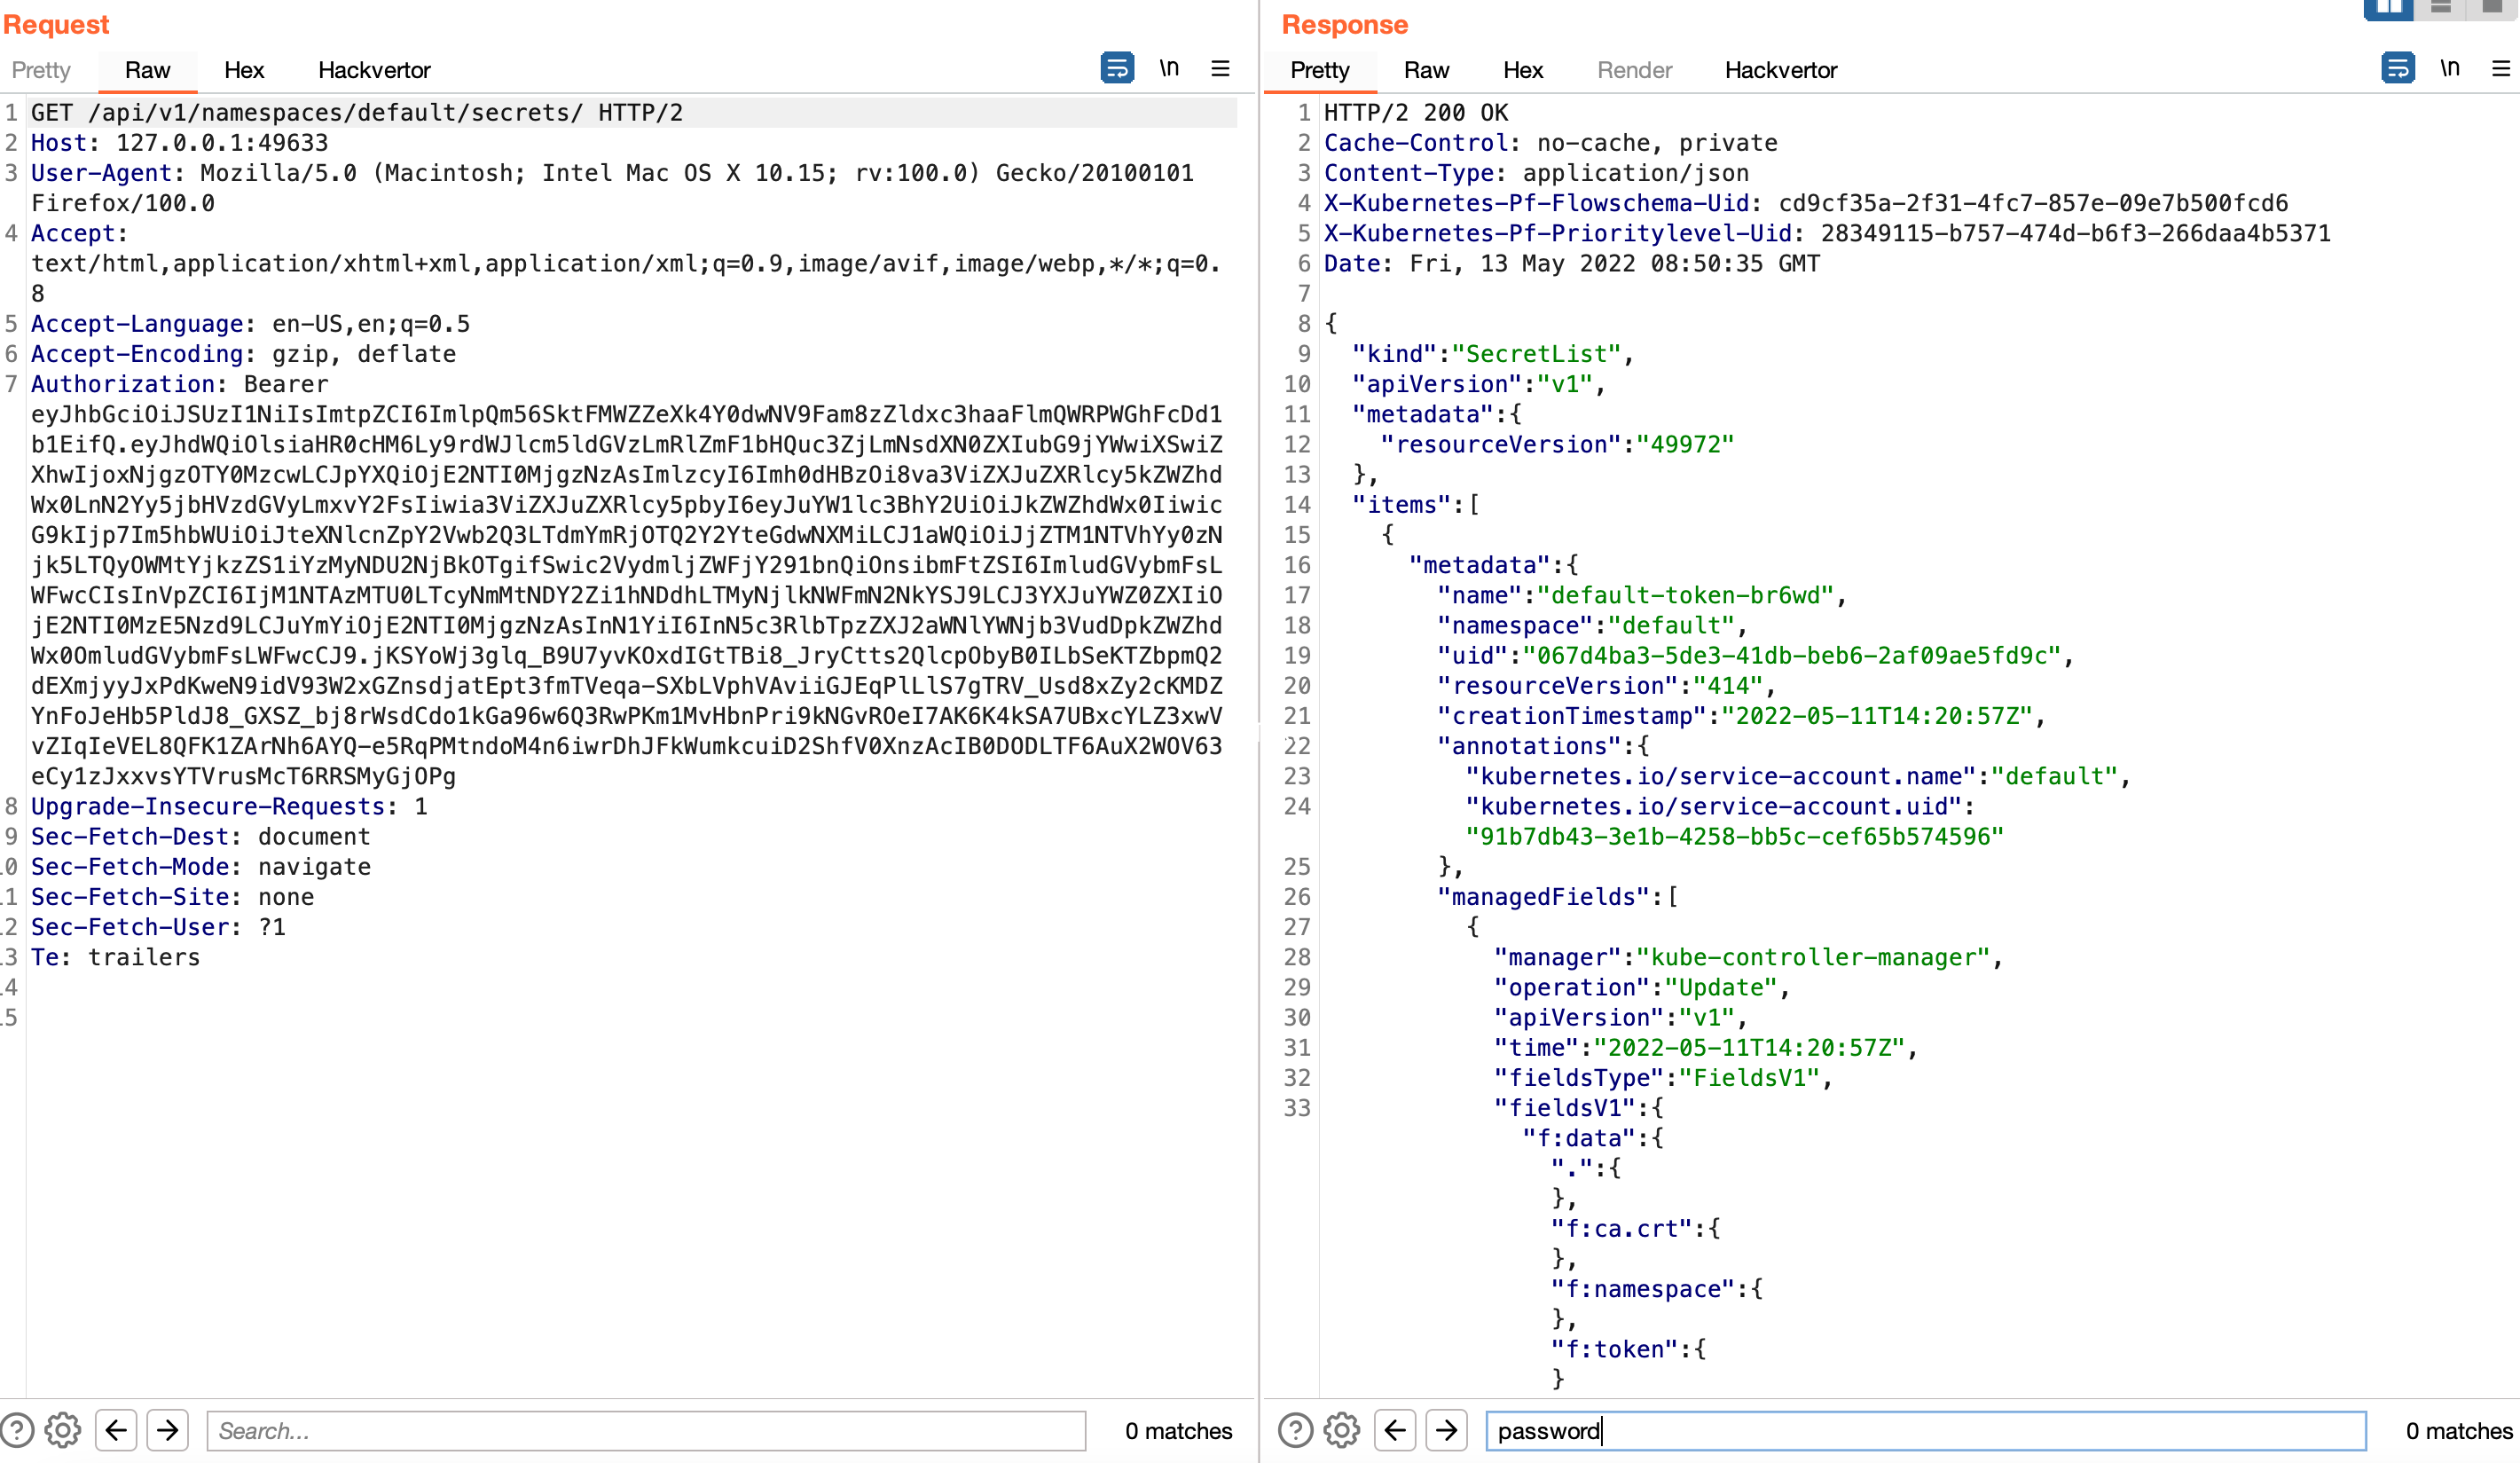 Request
Pretty Raw Hex Hackvertor \n
1 GET /api/v1/namespaces/default/secrets/ HTTP/2
2 Host: 127.0.0.1:49633
3 User-Agent: Mozilla/5.0 (Macintosh; Intel Mac OS X 10.15; rv:100.0) Gecko/20100101
Firefox/100.0
4 Accept:
text/html,application/xhtml+xml,application/xml;q=0.9,image/avif,image/webp,*/*;q=0.
8
5 Accept-Language: en-US,en;q=0.5
6 Accept-Encoding: gzip, deflate
7 Authorization: Bearer
eyJhbGciOiJSUzI1NiIsImtpZCI6ImlpQm56SktFMWZZeXk4Y0dwNV9Fam8zZldxc3haaFlmQWRPWGhFcDd1
b1EifQ.eyJhdWQiOlsiaHR0cHM6Ly9rdWJlcm5ldGVzLmRlZmF1bHQuc3ZjLmNsdXN0ZXIubG9jYWwiXSwiZ
XhwIjoxNjgzOTY0MzcwLCJpYXQiOjE2NTI0MjgzNzAsImlzcyI6Imh0dHBzOi8va3ViZXJuZXRlcy5kZWZhd
Wx0LnN2Yy5jbHVzdGVyLmxvY2FsIiwia3ViZXJuZXRlcy5pbyI6eyJuYW1lc3BhY2UiOiJkZWZhdWx0Iiwic
G9kIjp7Im5hbWUiOiJteXNlcnZpY2Vwb2Q3LTdmYmRjOTQ2Y2YteGdwNXMiLCJ1aWQiOiJjZTM1NTVhYy0zN
jk5LTQyOWMtYjkzZS1iYzMyNDU2NjBkOTgifSwic2VydmljZWFjY291bnQiOnsibmFtZSI6ImludGVybmFsL
WFwcCIsInVpZCI6IjM1NTAzMTU0LTcyNmMtNDY2Zi1hNDdhLTMyNjlkNWFmN2NkYSJ9LCJ3YXJuYWZ0ZXIiO
jE2NTI0MzE5Nzd9LCJuYmYiOjE2NTI0MjgzNzAsInN1YiI6InN5c3RlbTpzZXJ2aWNlYWNjb3VudDpkZWZhd
Wx0OmludGVybmFsLWFwcCJ9.jKSYoWj3glq_B9U7yvKOxdIGtTBi8_JryCtts2QlcpObyB0ILbSeKTZbpmQ2
dEXmjyyJxPdKweN9idV93W2xGZnsdjatEpt3fmTVeqa-SXbLVphVAviiGJEqPlLlS7gTRV_Usd8xZy2cKMDZ
YnFoJeHb5PldJ8_GXSZ_bj8rWsdCdo1kGa96w6Q3RwPKm1MvHbnPri9kNGvROeI7AK6K4kSA7UBxcYLZ3xwV
vZIqIeVEL8QFK1ZArNh6AYQ-e5RqPMtndoM4n6iwrDhJFkWumkcuiD2ShfV0XnzAcIB0DODLTF6AuX2WOV63
eCy1zJxxvsYTVrusMcT6RRSMyGjOPg
8 Upgrade-Insecure-Requests: 1
9 Sec-Fetch-Dest: document
10 Sec-Fetch-Mode: navigate
11 Sec-Fetch-Site: none
12 Sec-Fetch-User: ?1
13 Te: trailers
14
15
Search... 0 matches
Response
Pretty Raw Hex Render Hackvertor \n
1 HTTP/2 200 OK
2 Cache-Control: no-cache, private
3 Content-Type: application/json
4 X-Kubernetes-Pf-Flowschema-Uid: cd9cf35a-2f31-4fc7-857e-09e7b500fcd6
5 X-Kubernetes-Pf-Prioritylevel-Uid: 28349115-b757-474d-b6f3-266daa4b5371
6 Date: Fri, 13 May 2022 08:50:35 GMT
7
8 {
9 "kind":"SecretList",
10 "apiVersion":"v1",
11 "metadata":{
12 "resourceVersion":"49972"
13 },
14 "items":[
15 {
16 "metadata":{
17 "name":"default-token-br6wd",
18 "namespace":"default",
19 "uid":"067d4ba3-5de3-41db-beb6-2af09ae5fd9c",
20 "resourceVersion":"414",
21 "creationTimestamp":"2022-05-11T14:20:57Z",
22 "annotations":{
23 "kubernetes.io/service-account.name":"default",
24 "kubernetes.io/service-account.uid":
"91b7db43-3e1b-4258-bb5c-cef65b574596"
25 },
26 "managedFields":[
27 {
28 "manager":"kube-controller-manager",
29 "operation":"Update",
30 "apiVersion":"v1",
31 "time":"2022-05-11T14:20:57Z",
32 "fieldsType":"FieldsV1",
33 "fieldsV1":{
"f:data":{
".":{
},
"f:ca.crt":{
},
"f:namespace":{
},
"f:token":{
}
password 0 matches